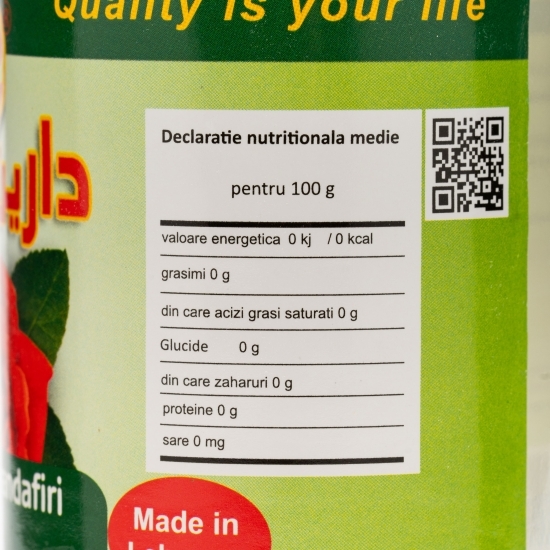 Quality is your life
Declaratie nutritionala medie
pentru 100 g
valoare energetica 0 kj / 0 kcal
grasimi 0 g
din care acizi grasi saturati 0 g
Glucide 0 g
din care zaharuri 0 g
proteine 0 g
sare 0 mg
Made in